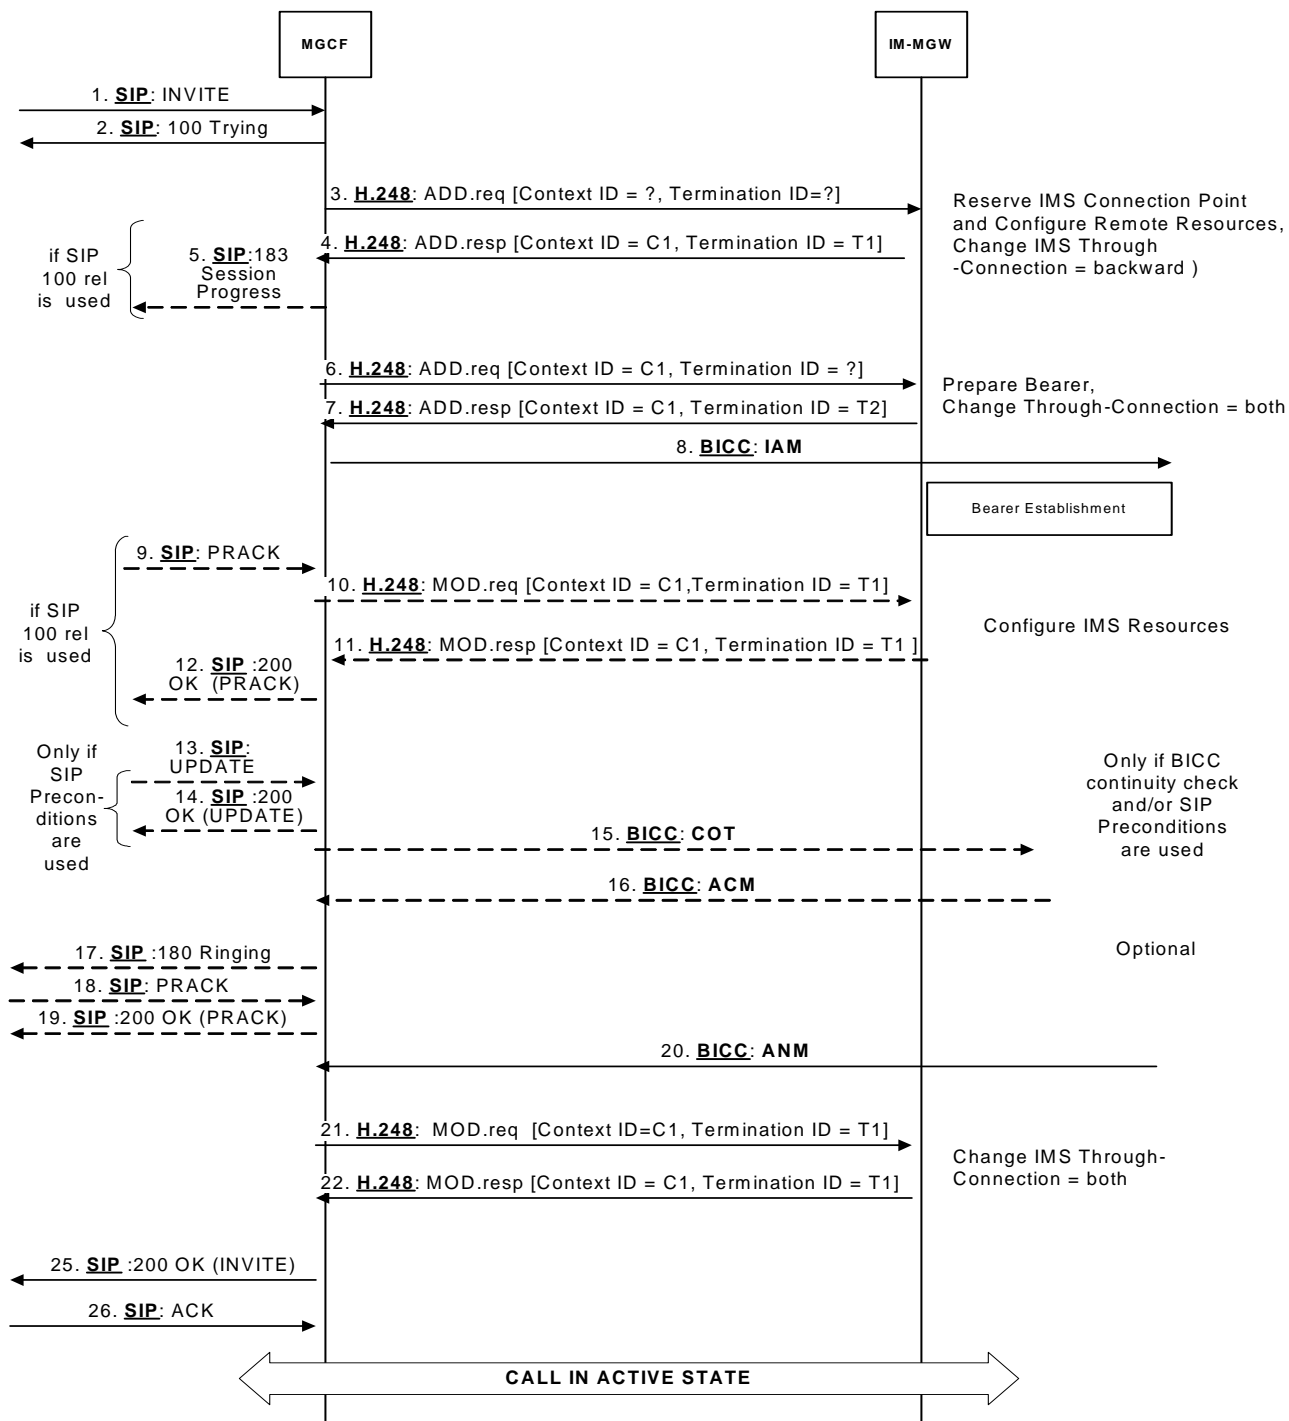 MGCF
IM-MGW
1. SIP: INVITE
2. SIP: 100 Trying
3. H.248: ADD.req [Context ID = ?, Termination ID=?]
Reserve IMS Connection Point
and Configure Remote Resources,
Change IMS Through
-Connection = backward )
4. H.248: ADD.resp [Context ID = C1, Termination ID = T1]
if SIP
100 rel
is used
5. SIP:183
Session
Progress
6. H.248: ADD.req [Context ID = C1, Termination ID = ?]
Prepare Bearer,
Change Through-Connection = both
7. H.248: ADD.resp [Context ID = C1, Termination ID = T2]
8. BICC: IAM
Bearer Establishment
9. SIP: PRACK
10. H.248: MOD.req [Context ID = C1,Termination ID = T1]
if SIP
100 rel
is used
Configure IMS Resources
11. H.248: MOD.resp [Context ID = C1, Termination ID = T1 ]
12. SIP :200
OK (PRACK)
Only if
SIP
Precon-
ditions
are
used
13. SIP:
UPDATE
14. SIP :200
OK (UPDATE)
Only if BICC
continuity check
and/or SIP
Preconditions
are used
15. BICC: COT
16. BICC: ACM
17. SIP :180 Ringing
Optional
18. SIP: PRACK
19. SIP :200 OK (PRACK)
20. BICC: ANM
21. H.248: MOD.req [Context ID=C1, Termination ID = T1]
Change IMS Through-
Connection = both
22. H.248: MOD.resp [Context ID = C1, Termination ID = T1]
25. SIP :200 OK (INVITE)
26. SIP: ACK
CALL IN ACTIVE STATE